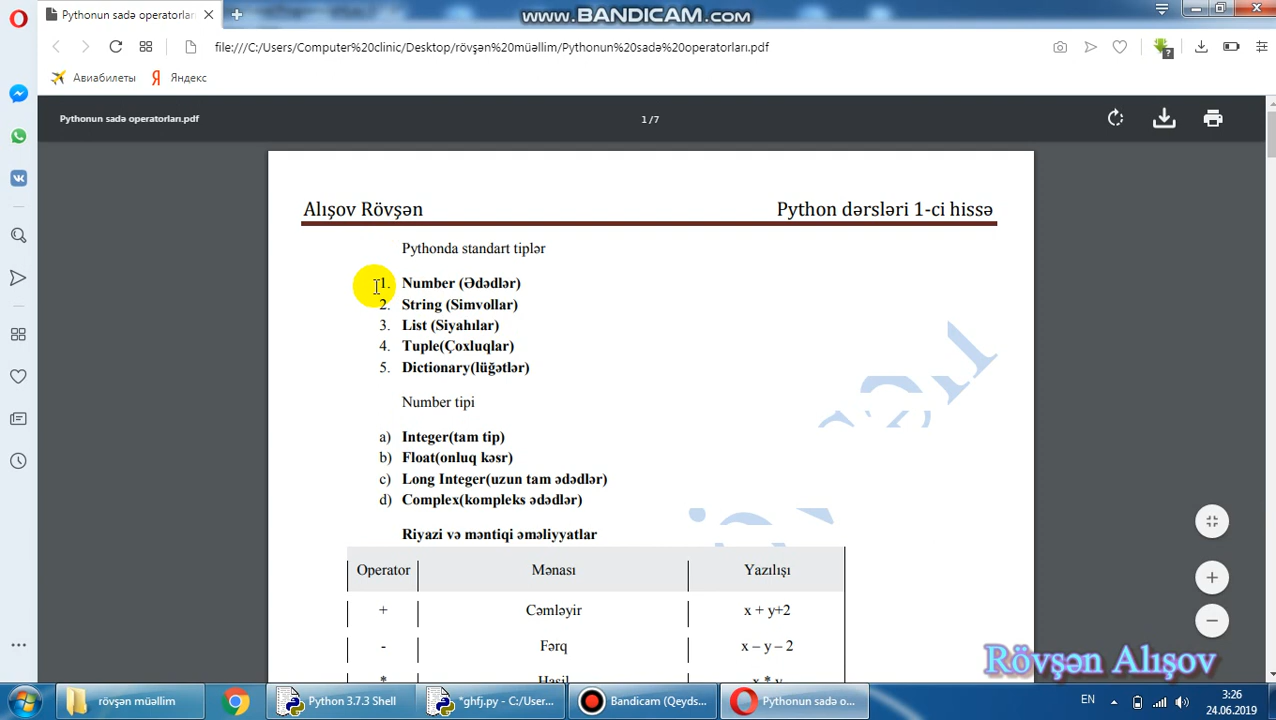 Pythonun sadə operatorları
www.BANDICAM.com
file:///C:/Users/Computer%20clinic/Desktop/rövşən%20müəllim/Pythonun%20sadə%20operatorları.pdf
Авиабилеты
Яндекс
Pythonun sadə operatorları.pdf
1 / 7
Alışov Rövşən
Python dərsləri 1-ci hissə
Pythonda standart tiplər
1. Number (Ədədlər)
2. String (Simvollar)
3. List (Siyahılar)
4. Tuple(Çoxluqlar)
5. Dictionary(lüğətlər)
Number tipi
a) Integer(tam tip)
b) Float(onluq kəsr)
c) Long Integer(uzun tam ədədlər)
d) Complex(kompleks ədədlər)
Riyazi və məntiqi əməliyyatlar
Operator Mənası Yazılışı
+ Cəmləyir x + y+2
- Fərq x – y – 2
* Hasil x * y
Rövşən Alışov
rövşən müəllim
Python 3.7.3 Shell
*ghfj.py - C:/Us...
Bandicam (Qeyds...
Pythonun sadə o...
EN
3:26
24.06.2019